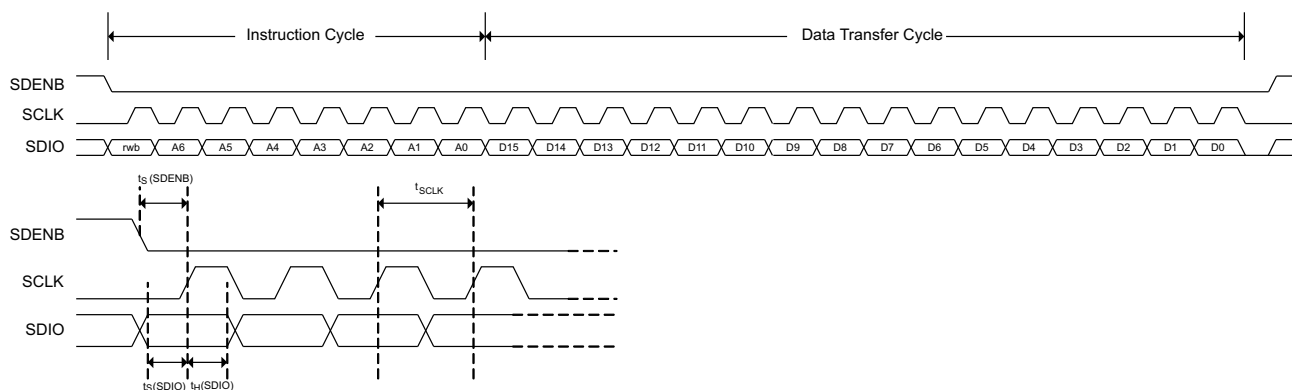 Instruction Cycle Data Transfer Cycle
SDENB
SCLK
SDIO rwb A6 A5 A4 A3 A2 A1 A0 D15 D14 D13 D12 D11 D10 D9 D8 D7 D6 D5 D4 D3 D2 D1 D0
tS(SDENB) tSCLK
SDENB
SCLK
SDIO
tS(SDIO) tH(SDIO)